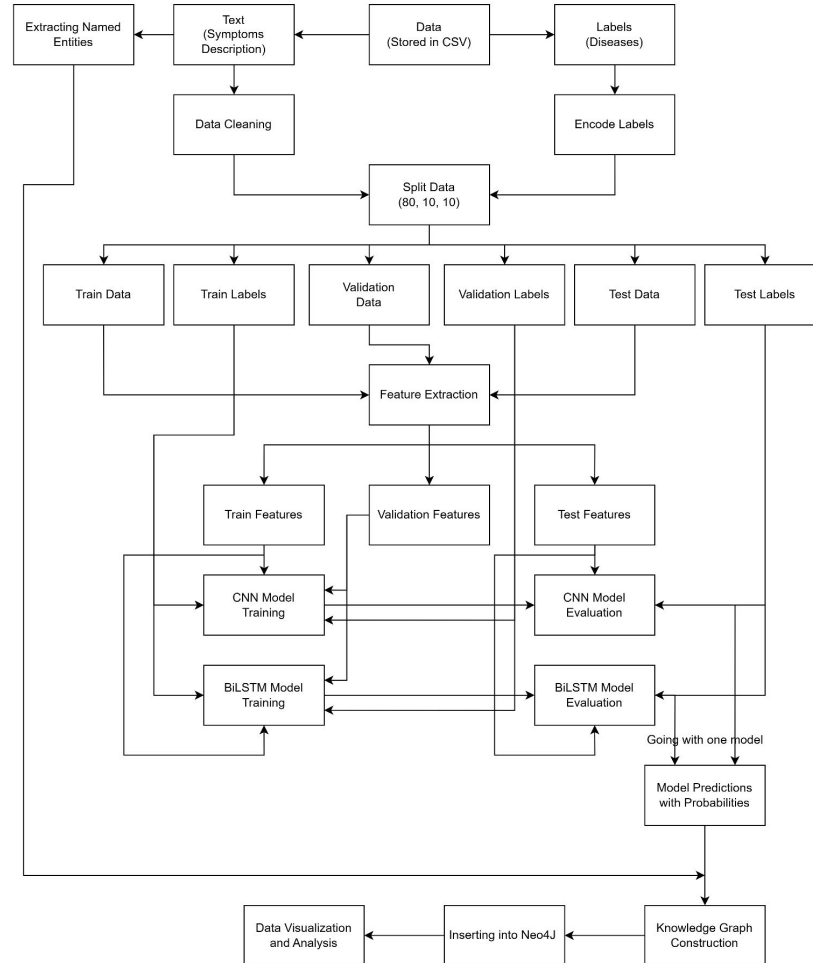 Extracting Named
Entities
Text
(Symptoms
Description)
Data
(Stored in CSV)
Labels
(Diseases)
Data Cleaning
Encode Labels
Split Data
(80, 10, 10)
Train Data
Train Labels
Validation
Data
Validation Labels
Test Data
Test Labels
Feature Extraction
Train Features
Validation Features
Test Features
CNN Model
Training
CNN Model
Evaluation
BiLSTM Model
Training
BiLSTM Model
Evaluation
Going with one model
Model Predictions
with Probabilities
Data Visualization
and Analysis
Inserting into Neo4J
Knowledge Graph
Construction